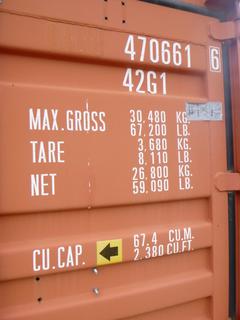 470661 6
42G1
MAX.GROSS 30,480 KG.
67,200 LB.
TARE 3,680 KG.
8,110 LB.
NET 26,800 KG.
59,090 LB.
CU.CAP. 67.4 CU.M.
2,380 CU.FT.